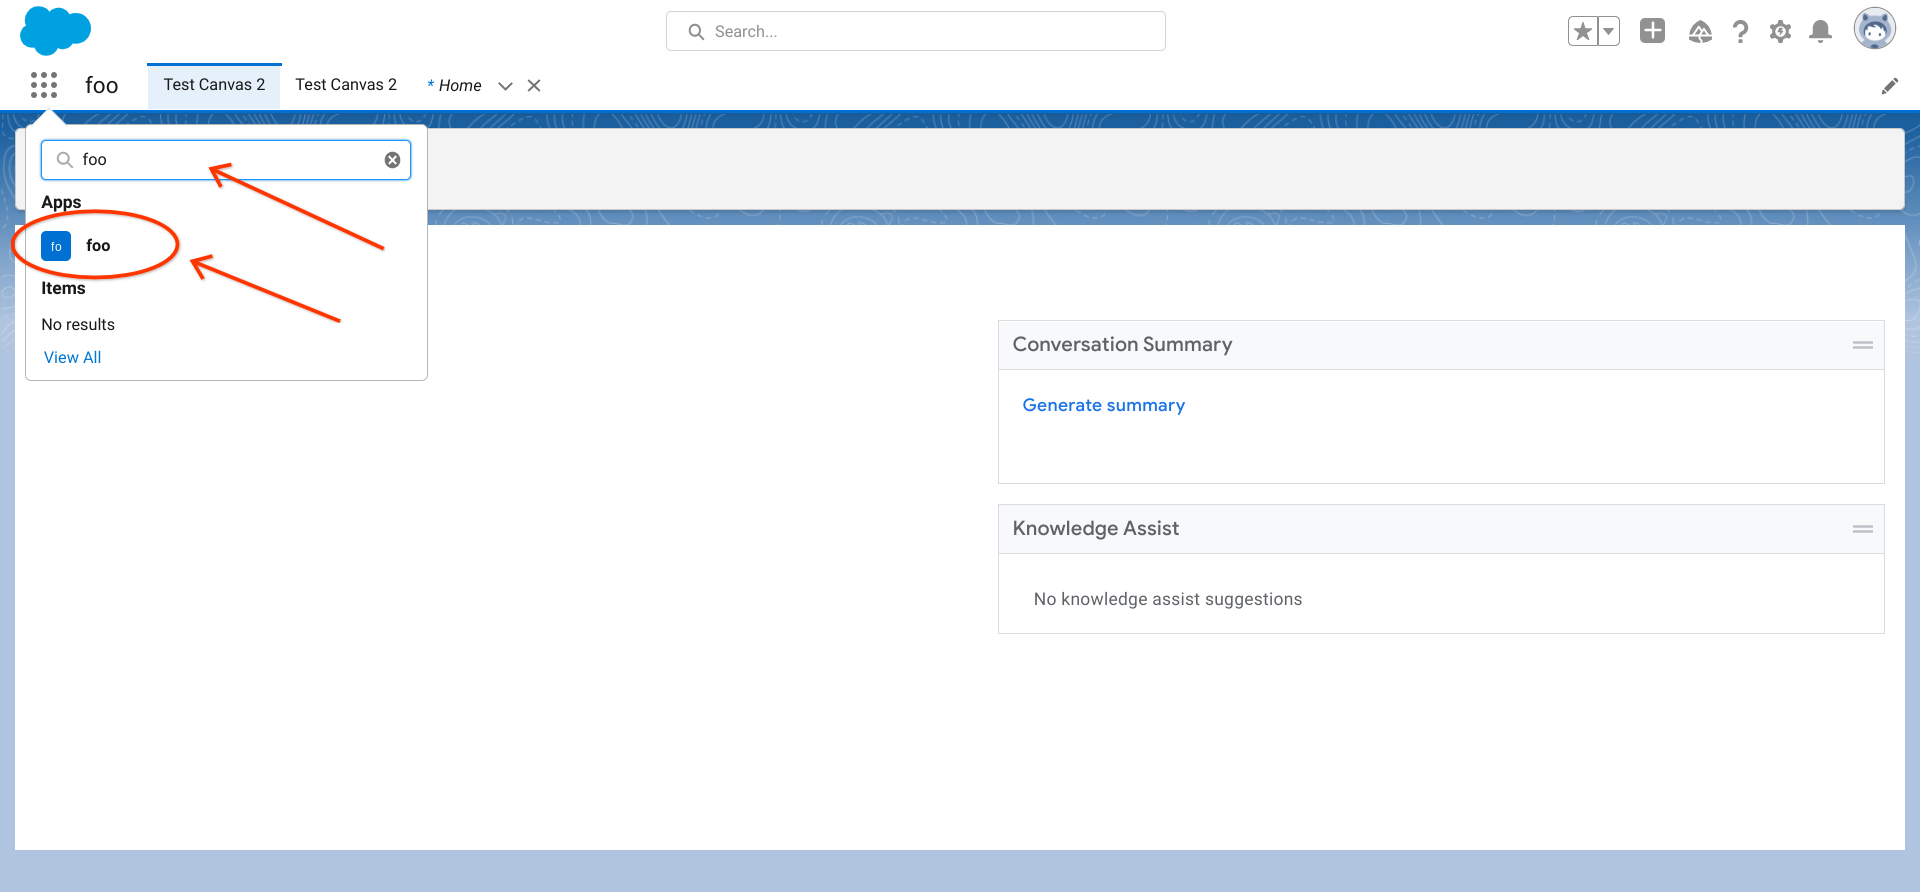 Search...
foo
Test Canvas 2
Test Canvas 2
* Home
foo
Apps
fo
foo
Items
No results
View All
Conversation Summary
Generate summary
Knowledge Assist
No knowledge assist suggestions